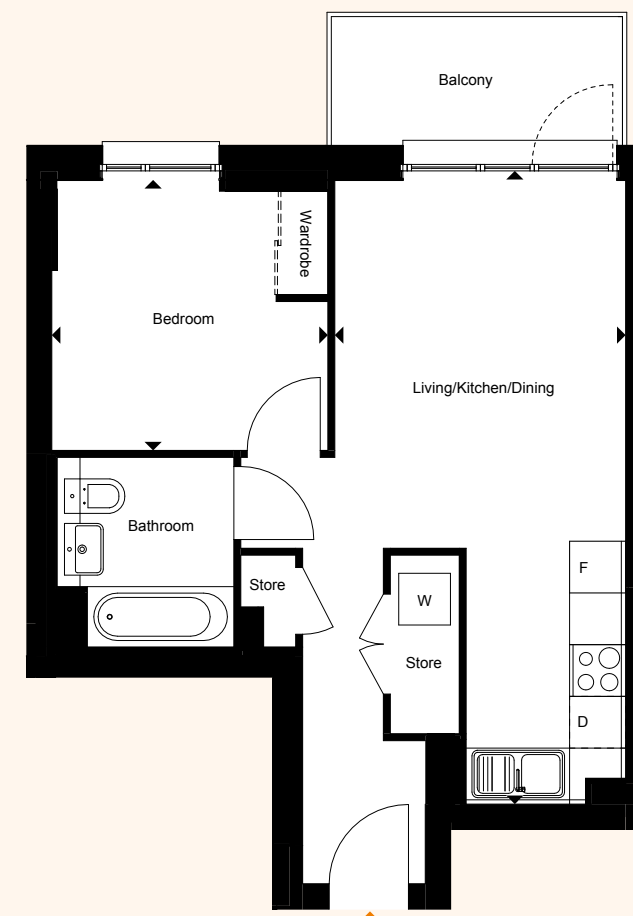 Balcony
Wardrobe
Bedroom
Living/Kitchen/Dining
Bathroom
F
Store
W
Store
D